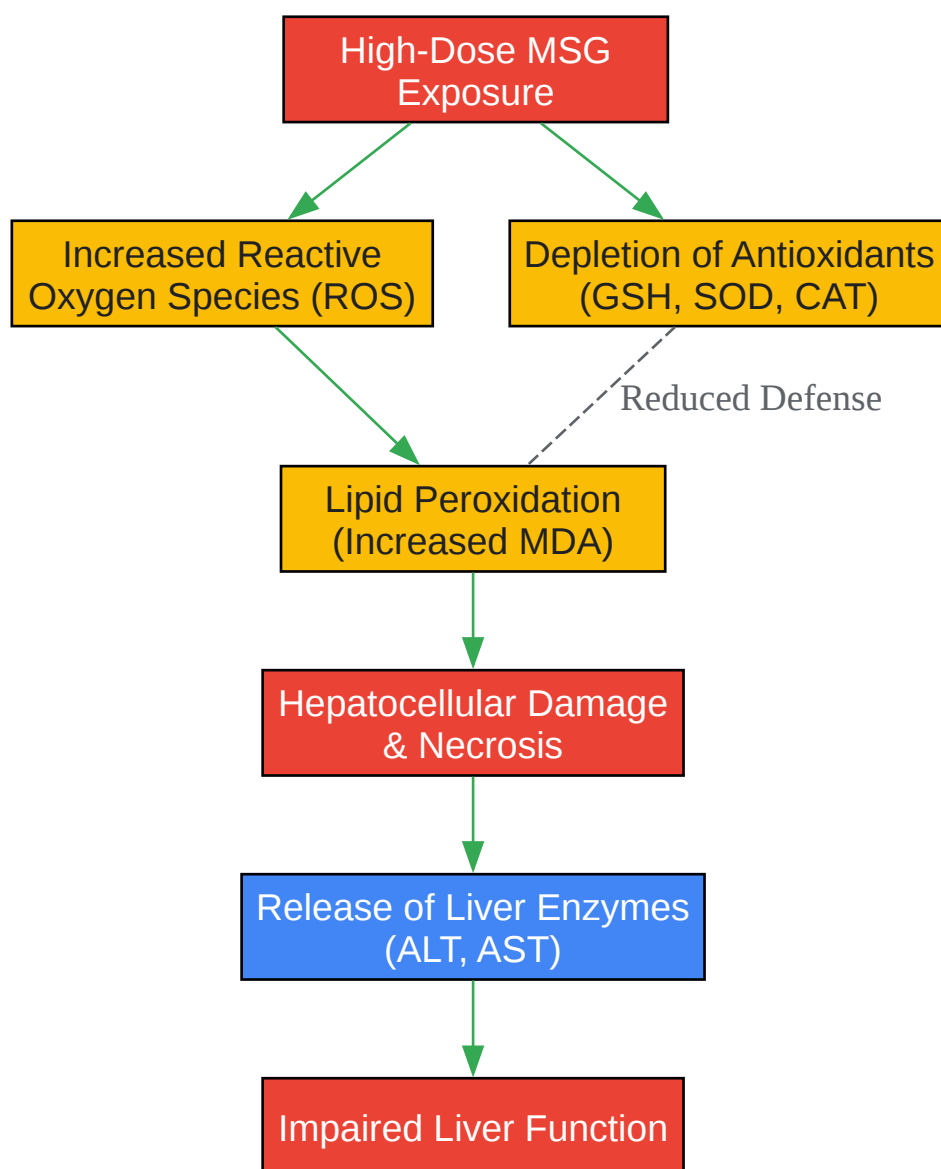 High-Dose MSG
Exposure
Increased Reactive
Oxygen Species (ROS)
Depletion of Antioxidants
(GSH, SOD, CAT)
Reduced Defense
Lipid Peroxidation
(Increased MDA)
Hepatocellular Damage
& Necrosis
Release of Liver Enzymes
(ALT, AST)
Impaired Liver Function